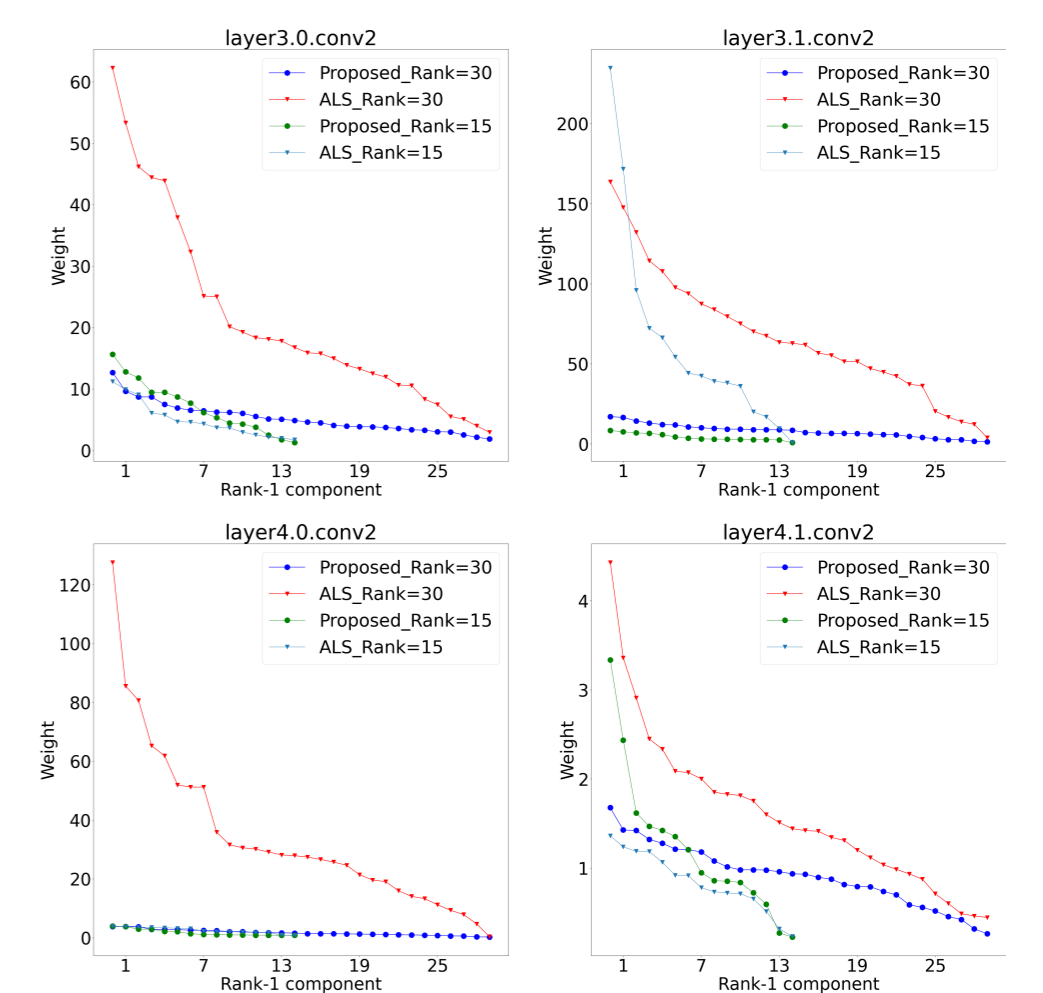 layer3.0.conv2
Weight
60
50
40
30
20
10
0
Proposed_Rank=30
ALS_Rank=30
Proposed_Rank=15
ALS_Rank=15
1 7 13 19 25
Rank-1 component
layer3.1.conv2
Weight
200
150
100
50
0
Proposed_Rank=30
ALS_Rank=30
Proposed_Rank=15
ALS_Rank=15
1 7 13 19 25
Rank-1 component
layer4.0.conv2
Weight
120
100
80
60
40
20
0
Proposed_Rank=30
ALS_Rank=30
Proposed_Rank=15
ALS_Rank=15
1 7 13 19 25
Rank-1 component
layer4.1.conv2
Weight
4
3
2
1
Proposed_Rank=30
ALS_Rank=30
Proposed_Rank=15
ALS_Rank=15
1 7 13 19 25
Rank-1 component